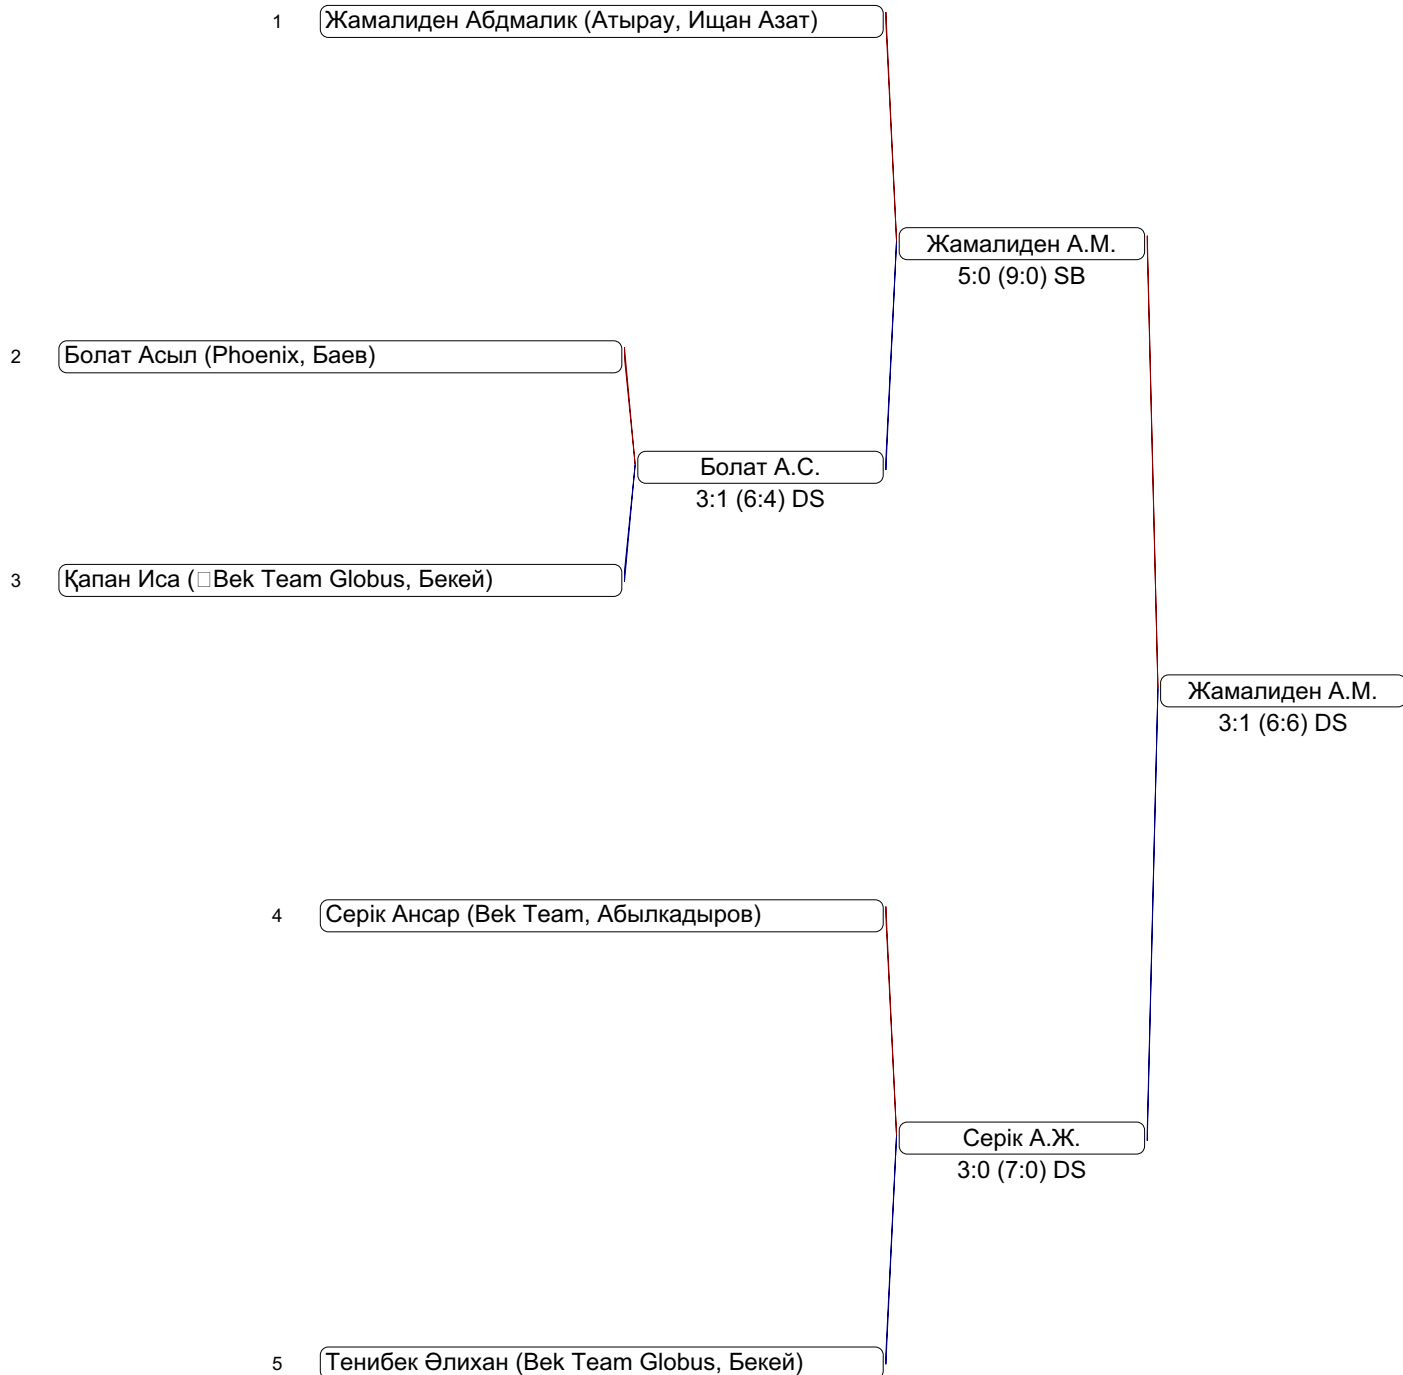 1 Жамалиден Абдмалик (Атырау, Ищан Азат)
Жамалиден А.М.
5:0 (9:0) SB
2 Болат Асыл (Phoenix, Баев)
Болат А.С.
3:1 (6:4) DS
3 Қапан Иса (□Bek Team Globus, Бекей)
Жамалиден А.М.
3:1 (6:6) DS
4 Серік Ансар (Bek Team, Абылкадыров)
Серік А.Ж.
3:0 (7:0) DS
5 Тенибек Әлихан (Bek Team Globus, Бекей)